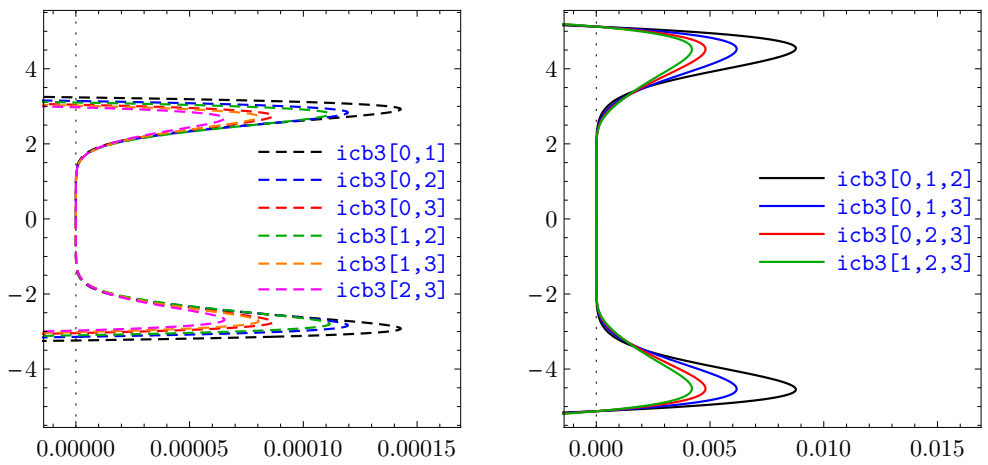 4
2
0
−2
−4
icb3[0,1]
icb3[0,2]
icb3[0,3]
icb3[1,2]
icb3[1,3]
icb3[2,3]
0.00000 0.00005 0.00010 0.00015
4
2
0
−2
−4
icb3[0,1,2]
icb3[0,1,3]
icb3[0,2,3]
icb3[1,2,3]
0.000 0.005 0.010 0.015